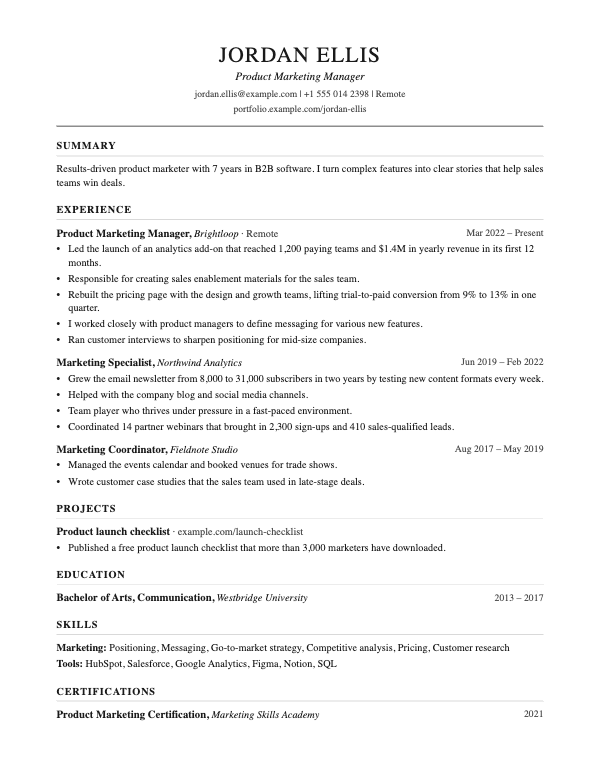 JORDAN ELLIS
Product Marketing Manager
jordan.ellis@example.com | +1 555 014 2398 | Remote
portfolio.example.com/jordan-ellis
SUMMARY
Results-driven product marketer with 7 years in B2B software. I turn complex features into clear stories that help sales
teams win deals.
EXPERIENCE
Product Marketing Manager, Brightloop · Remote Mar 2022 – Present
• Led the launch of an analytics add-on that reached 1,200 paying teams and $1.4M in yearly revenue in its first 12
months.
• Responsible for creating sales enablement materials for the sales team.
• Rebuilt the pricing page with the design and growth teams, lifting trial-to-paid conversion from 9% to 13% in one
quarter.
• I worked closely with product managers to define messaging for various new features.
• Ran customer interviews to sharpen positioning for mid-size companies.
Marketing Specialist, Northwind Analytics Jun 2019 – Feb 2022
• Grew the email newsletter from 8,000 to 31,000 subscribers in two years by testing new content formats every week.
• Helped with the company blog and social media channels.
• Team player who thrives under pressure in a fast-paced environment.
• Coordinated 14 partner webinars that brought in 2,300 sign-ups and 410 sales-qualified leads.
Marketing Coordinator, Fieldnote Studio Aug 2017 – May 2019
• Managed the events calendar and booked venues for trade shows.
• Wrote customer case studies that the sales team used in late-stage deals.
PROJECTS
Product launch checklist · example.com/launch-checklist
• Published a free product launch checklist that more than 3,000 marketers have downloaded.
EDUCATION
Bachelor of Arts, Communication, Westbridge University 2013 – 2017
SKILLS
Marketing: Positioning, Messaging, Go-to-market strategy, Competitive analysis, Pricing, Customer research
Tools: HubSpot, Salesforce, Google Analytics, Figma, Notion, SQL
CERTIFICATIONS
Product Marketing Certification, Marketing Skills Academy 2021